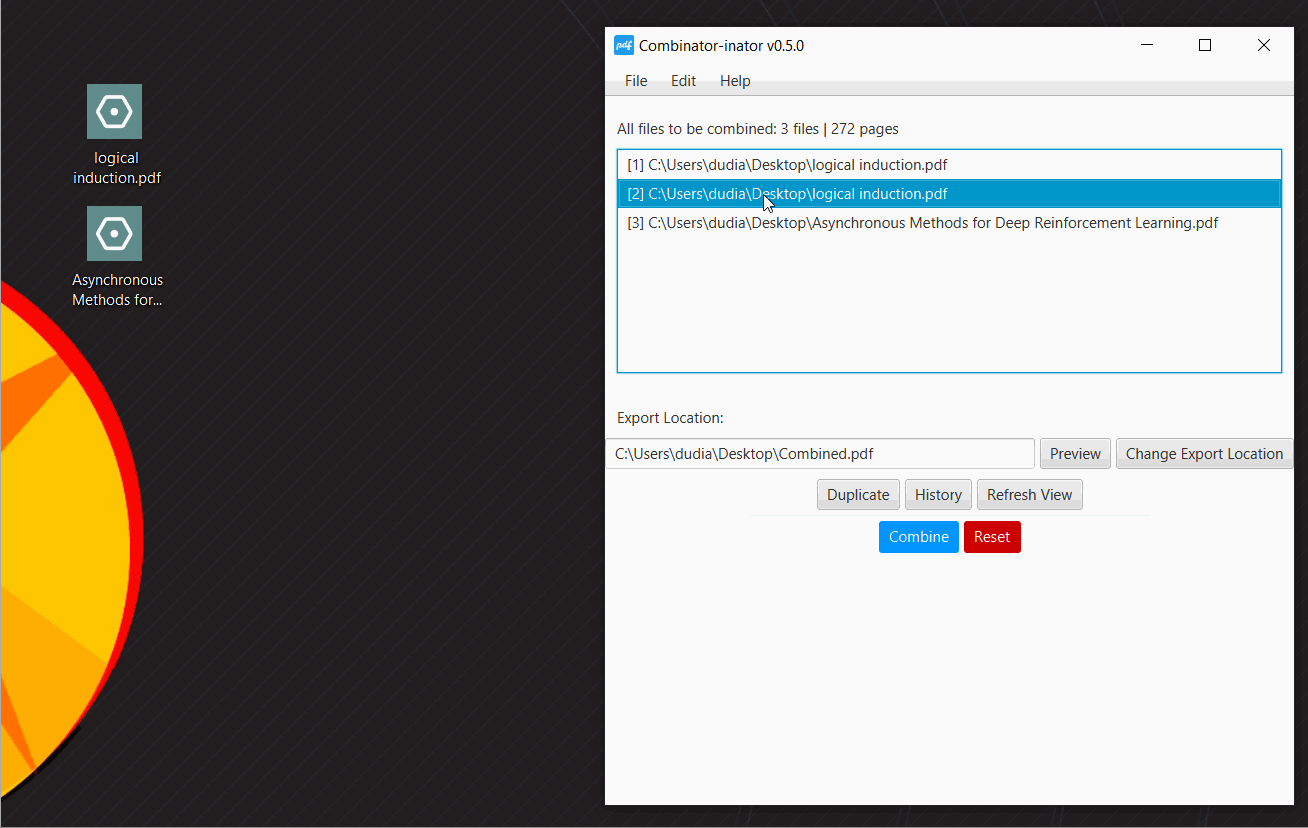 logical
induction.pdf
Asynchronous
Methods for...
pdf Combinator-inator v0.5.0
File Edit Help
All files to be combined: 3 files | 272 pages
[1] C:\Users\dudia\Desktop\logical induction.pdf
[2] C:\Users\dudia\Desktop\logical induction.pdf
[3] C:\Users\dudia\Desktop\Asynchronous Methods for Deep Reinforcement Learning.pdf
Export Location:
C:\Users\dudia\Desktop\Combined.pdf Preview Change Export Location
Duplicate History Refresh View
Combine Reset